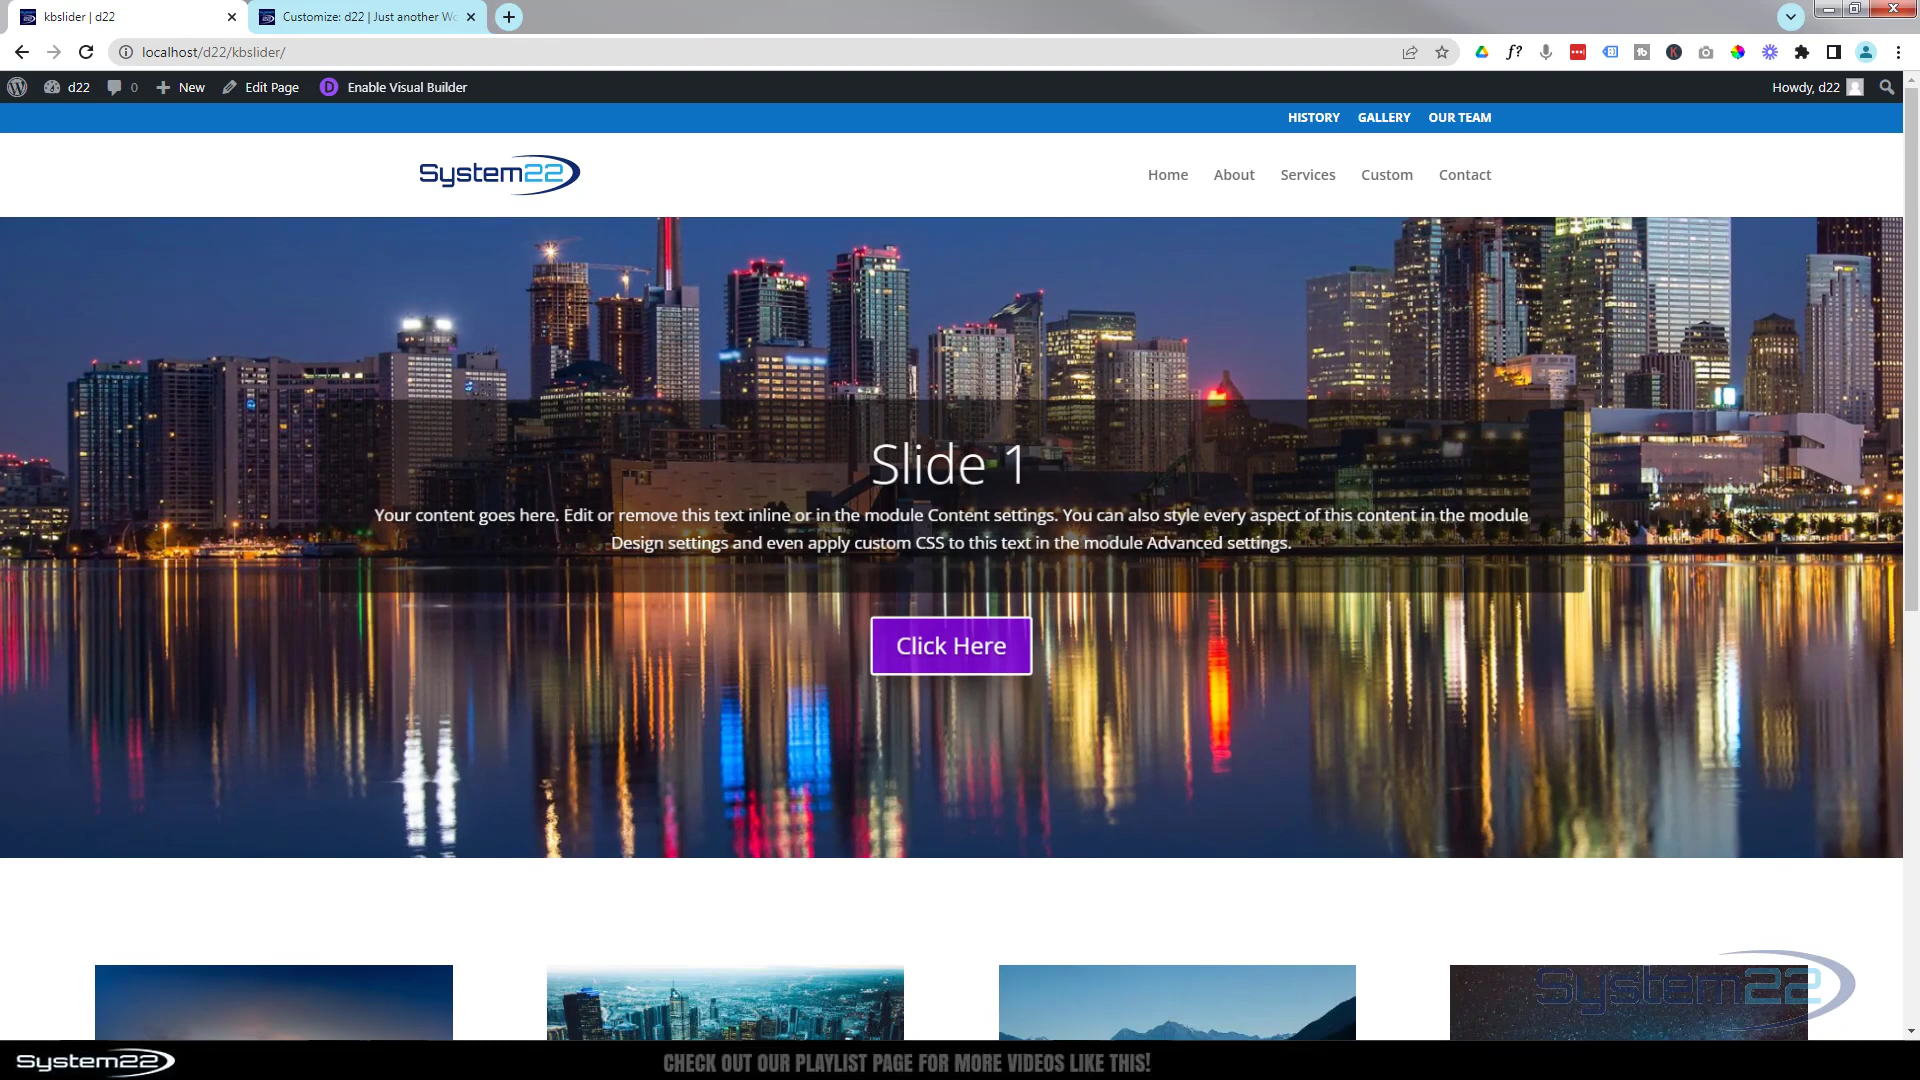 kbslider | d22
Customize: d22 | Just another Wo
localhost/d22/kbslider/
d22 0 New Edit Page D Enable Visual Builder
Howdy, d22
HISTORY GALLERY OUR TEAM
System22
Home About Services Custom Contact
Slide 1
Your content goes here. Edit or remove this text inline or in the module Content settings. You can also style every aspect of this content in the module
Design settings and even apply custom CSS to this text in the module Advanced settings.
Click Here
System22
System22
CHECK OUT OUR PLAYLIST PAGE FOR MORE VIDEOS LIKE THIS!